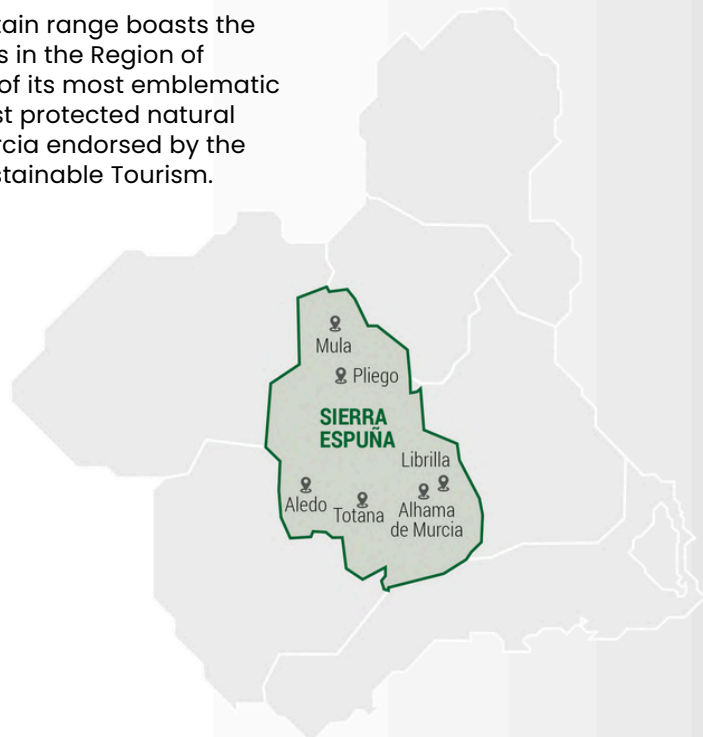 tain range boasts the
s in the Region of
of its most emblematic
st protected natural
rcia endorsed by the
stainable Tourism.
Mula
Pliego
SIERRA
ESPUÑA
Librilla
Aledo
Totana
Alhama
de Murcia